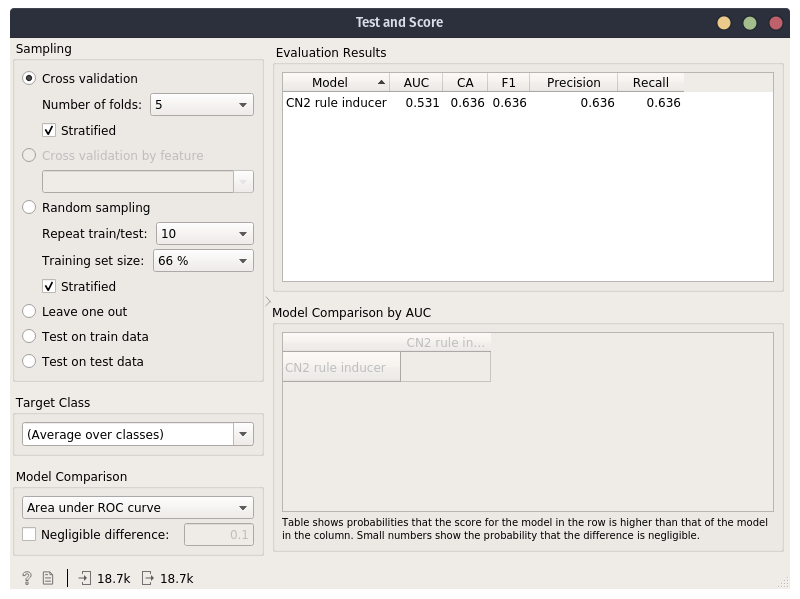 Test and Score
Sampling
Cross validation
Number of folds: 5
Stratified
Cross validation by feature
Random sampling
Repeat train/test: 10
Training set size: 66 %
Stratified
Leave one out
Test on train data
Test on test data
Target Class
(Average over classes)
Model Comparison
Area under ROC curve
Negligible difference: 0.1
? 18.7k 18.7k
Evaluation Results
Model AUC CA F1 Precision Recall
CN2 rule inducer 0.531 0.636 0.636 0.636 0.636
Model Comparison by AUC
CN2 rule in...
CN2 rule inducer
Table shows probabilities that the score for the model in the row is higher than that of the model
in the column. Small numbers show the probability that the difference is negligible.